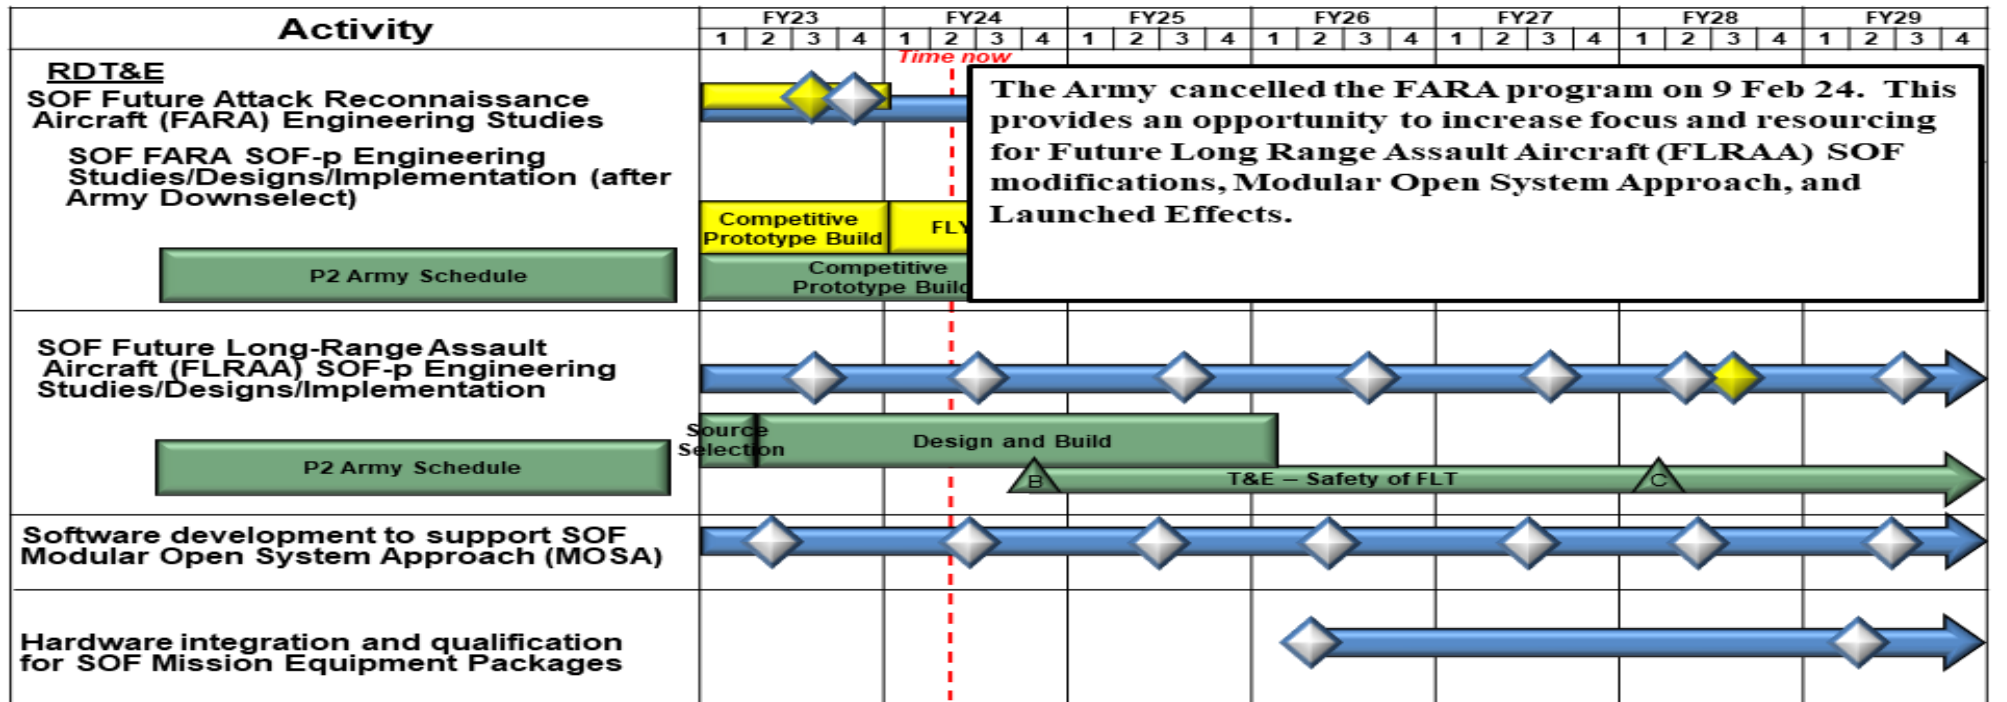 Activity
FY23 FY24 FY25 FY26 FY27 FY28 FY29
1 2 3 4 1 2 3 4 1 2 3 4 1 2 3 4 1 2 3 4 1 2 3 4 1 2 3 4
Time now
RDT&E
SOF Future Attack Reconnaissance
Aircraft (FARA) Engineering Studies
SOF FARA SOF-p Engineering
Studies/Designs/Implementation (after
Army Downselect)
The Army cancelled the FARA program on 9 Feb 24. This
provides an opportunity to increase focus and resourcing
for Future Long Range Assault Aircraft (FLRAA) SOF
modifications, Modular Open System Approach, and
Launched Effects.
Competitive
Prototype Build
FLY
P2 Army Schedule
Competitive
Prototype Build
SOF Future Long-Range Assault
Aircraft (FLRAA) SOF-p Engineering
Studies/Designs/Implementation
Source
Selection
Design and Build
P2 Army Schedule
B
T&E – Safety of FLT
C
Software development to support SOF
Modular Open System Approach (MOSA)
Hardware integration and qualification
for SOF Mission Equipment Packages